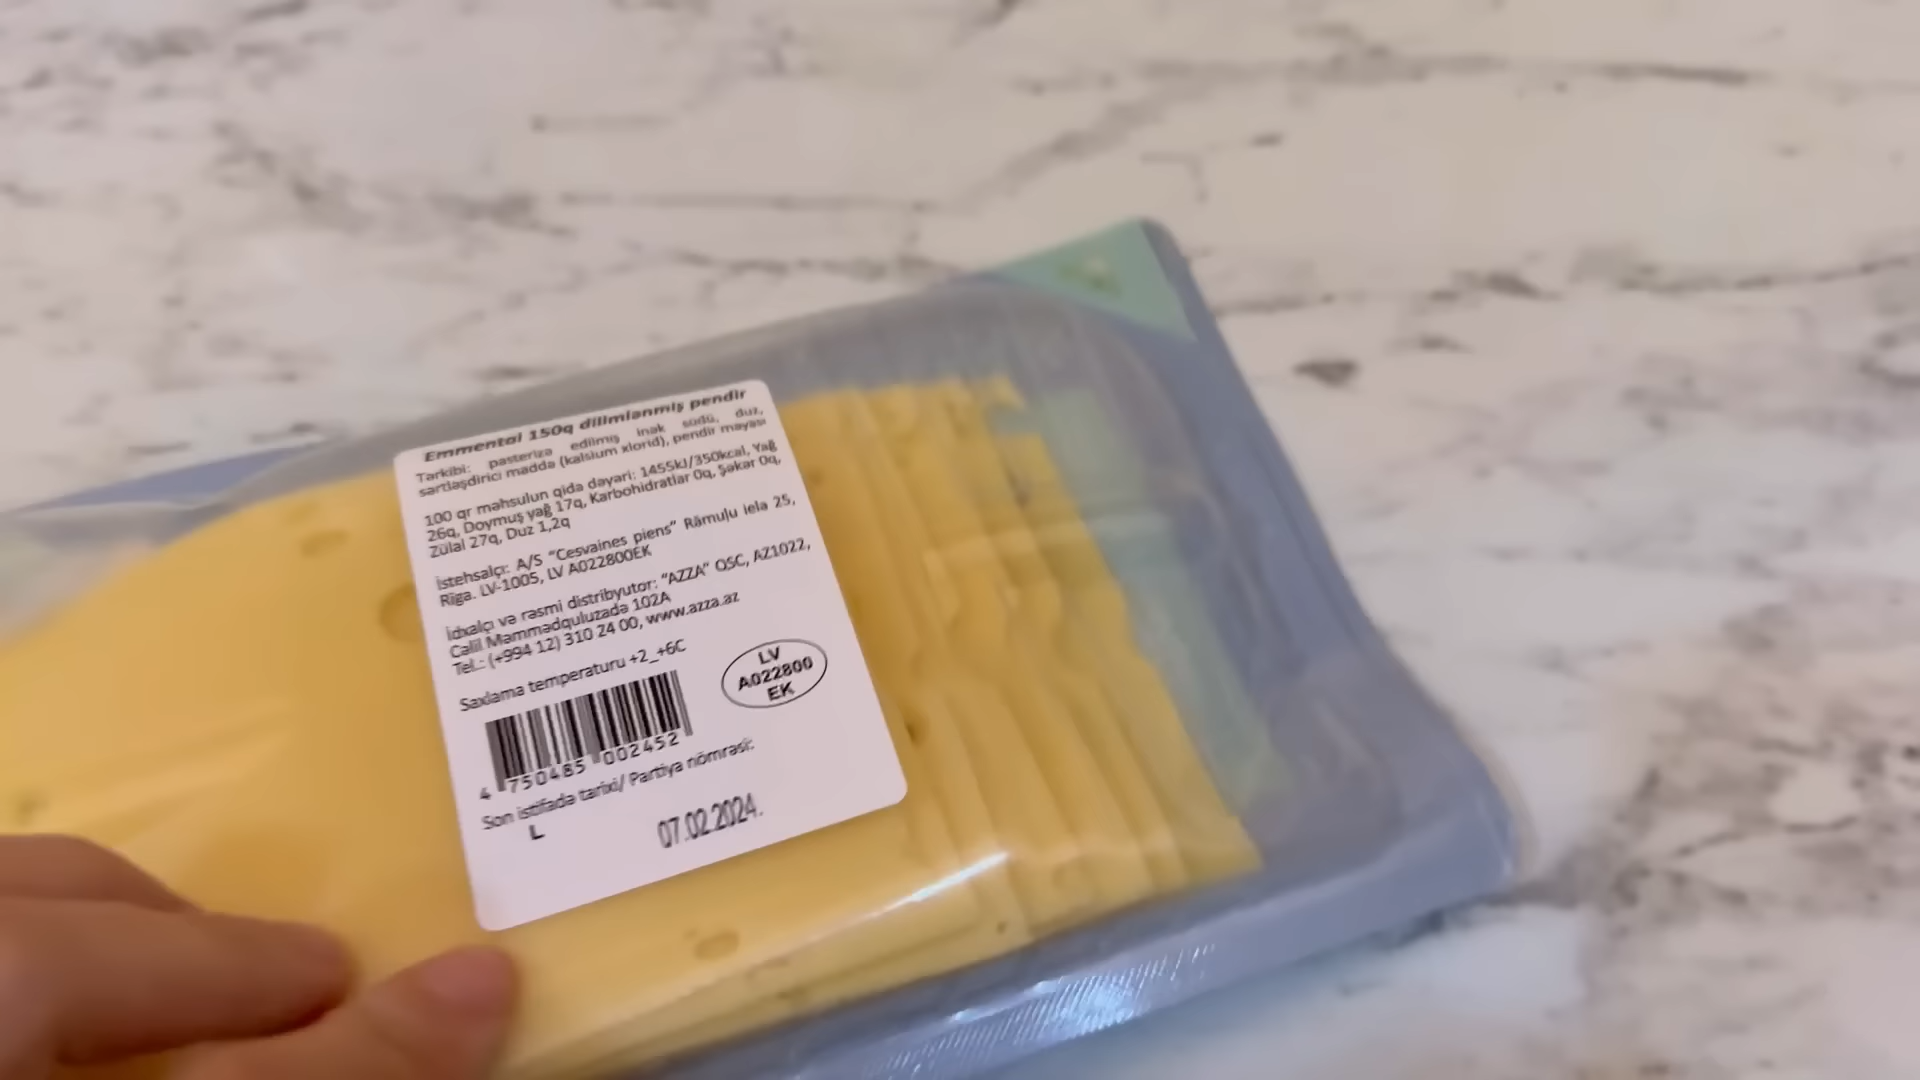 Emmental 150q dilimlənmiş pendir
Tərkibi: pasterizə edilmiş inək südü, duz,
sərtləşdirici maddə (kalsium xlorid), pendir mayası
100 qr məhsulun qida dəyəri: 1455kJ/350kcal, Yağ
26q, Doymuş yağ 17q, Karbohidratlar 0q, Şəkər 0q,
Zülal 27q, Duz 1,2q
İstehsalçı: A/S "Cesvaines piens" Rāmuļu iela 25,
Rīga. LV-1005, LV A022800EK
İdxalçı və rəsmi distribyutor: "AZZA" QSC, AZ1022,
Cəlil Məmmədquluzadə 102A
Tel.: (+994 12) 310 24 00, www.azza.az
Saxlama temperaturu +2_+6C
LV
A022800
EK
4 750485 002452
Son istifadə tarixi/ Partiya nömrəsi:
L
07.02.2024.